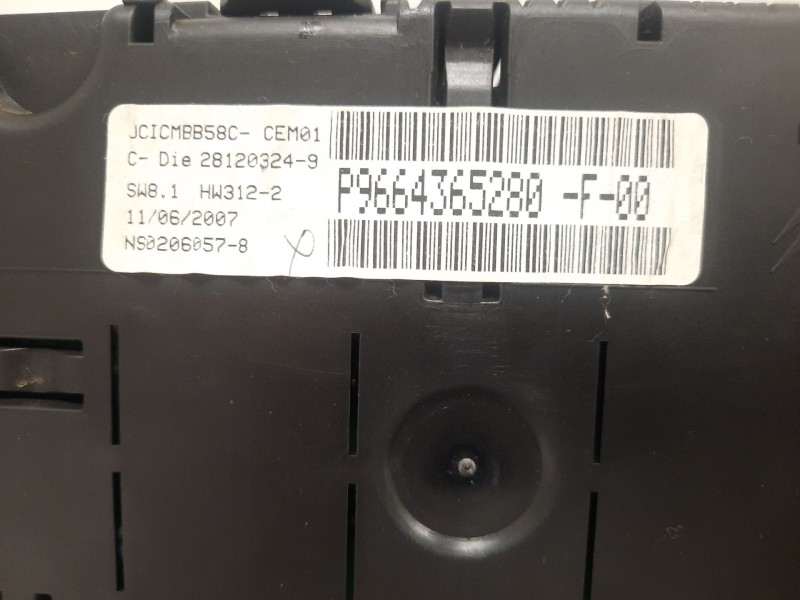 JCICMBB58C- CEM01
C- Die 28120324-9
SW8.1 HW312-2
11/06/2007
NS0206057-8
P9664365280 -F-00